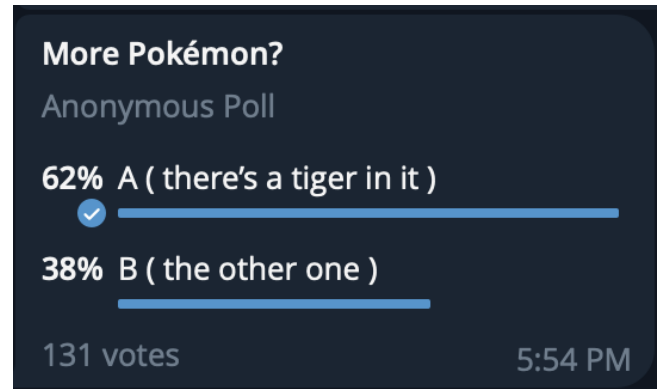 More Pokémon?
Anonymous Poll
62% A ( there’s a tiger in it )
38% B ( the other one )
131 votes 5:54 PM